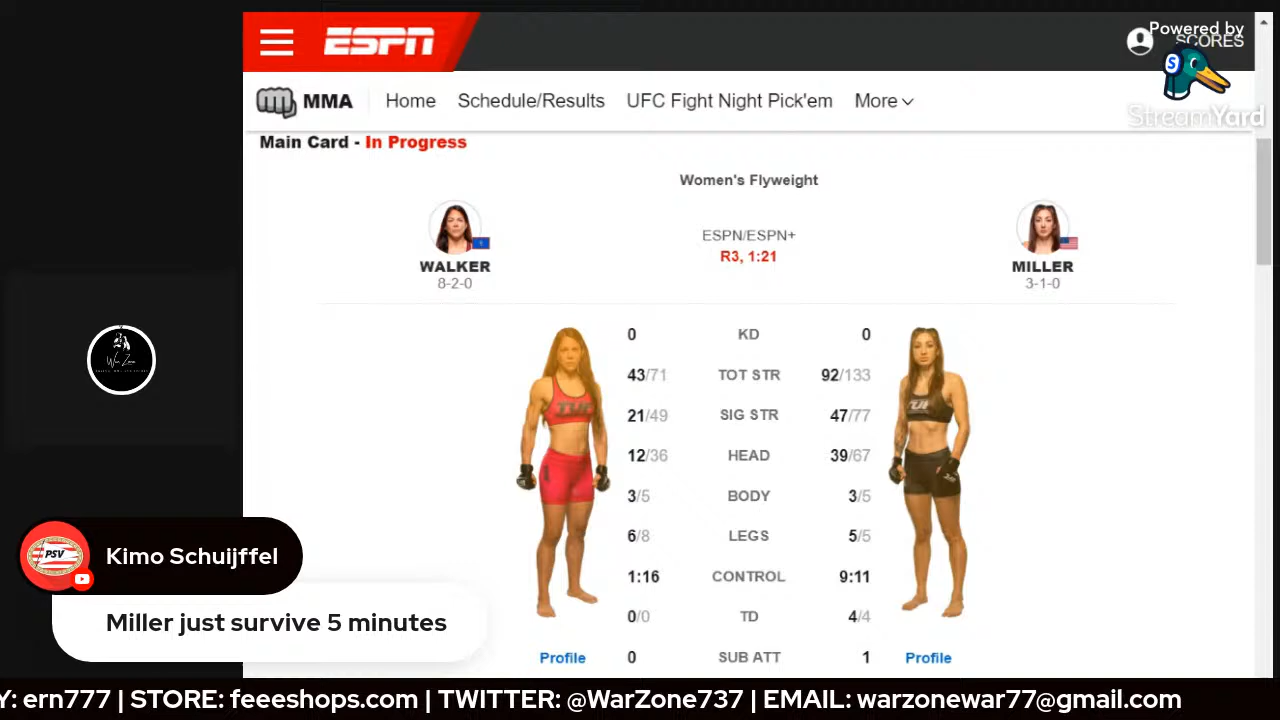 ESPN
Powered by
SCORES
S
StreamYard
MMA Home Schedule/Results UFC Fight Night Pick'em More
Main Card - In Progress
Women's Flyweight
WALKER
8-2-0
ESPN/ESPN+
R3, 1:21
MILLER
3-1-0
0 KD 0
43/71 TOT STR 92/133
21/49 SIG STR 47/77
12/36 HEAD 39/67
3/5 BODY 3/5
6/8 LEGS 5/5
1:16 CONTROL 9:11
0/0 TD 4/4
Profile 0 SUB ATT 1 Profile
War Zone
PSV
Kimo Schuijffel
Miller just survive 5 minutes
Y: ern777 | STORE: feeeshops.com | TWITTER: @WarZone737 | EMAIL: warzonewar77@gmail.com